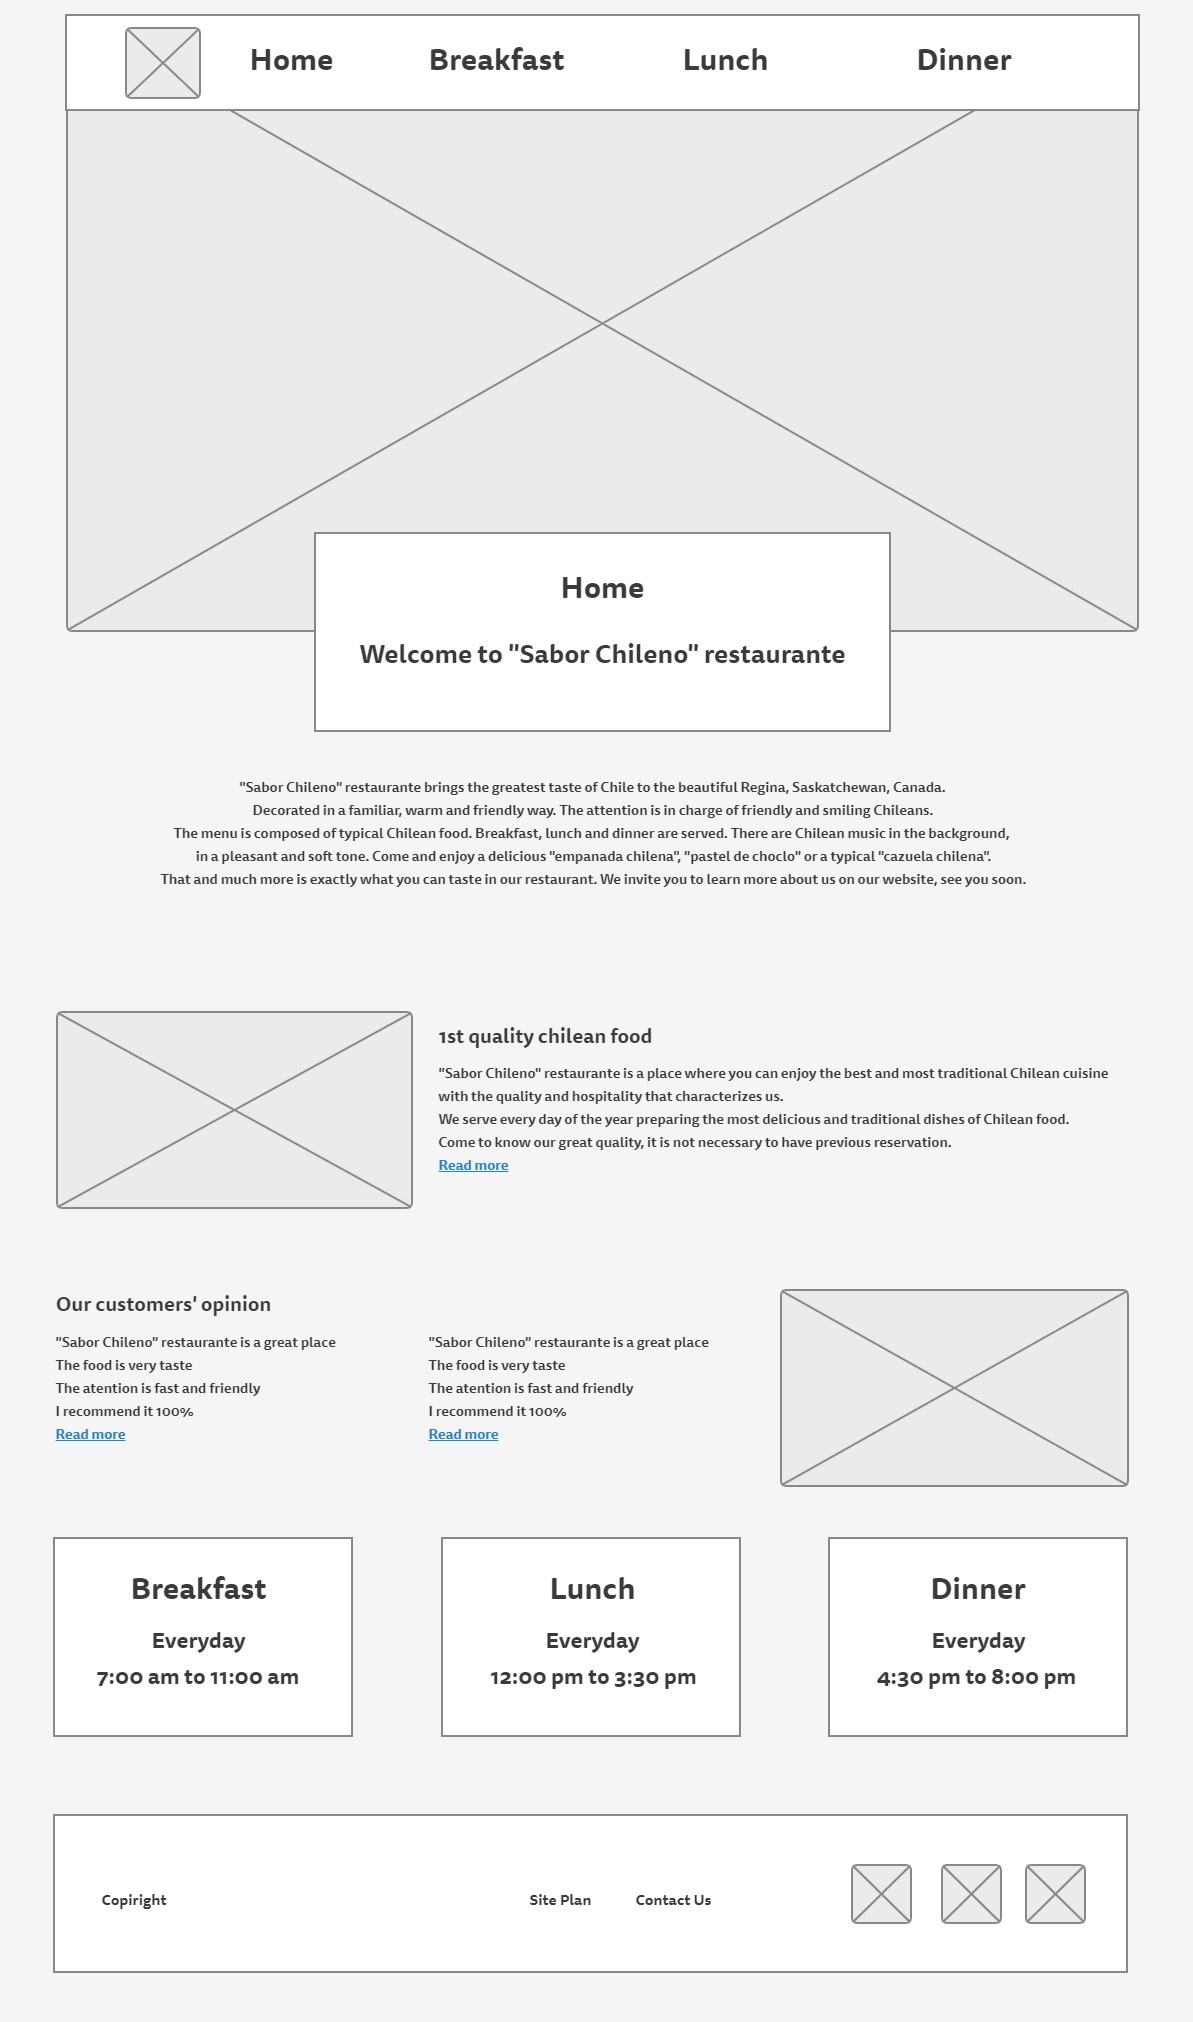 Home Breakfast Lunch Dinner
Home
Welcome to "Sabor Chileno" restaurante
"Sabor Chileno" restaurante brings the greatest taste of Chile to the beautiful Regina, Saskatchewan, Canada.
Decorated in a familiar, warm and friendly way. The attention is in charge of friendly and smiling Chileans.
The menu is composed of typical Chilean food. Breakfast, lunch and dinner are served. There are Chilean music in the background,
in a pleasant and soft tone. Come and enjoy a delicious "empanada chilena", "pastel de choclo" or a typical "cazuela chilena".
That and much more is exactly what you can taste in our restaurant. We invite you to learn more about us on our website, see you soon.
1st quality chilean food
"Sabor Chileno" restaurante is a place where you can enjoy the best and most traditional Chilean cuisine
with the quality and hospitality that characterizes us.
We serve every day of the year preparing the most delicious and traditional dishes of Chilean food.
Come to know our great quality, it is not necessary to have previous reservation.
Read more
Our customers' opinion
"Sabor Chileno" restaurante is a great place
The food is very taste
The atention is fast and friendly
I recommend it 100%
Read more
"Sabor Chileno" restaurante is a great place
The food is very taste
The atention is fast and friendly
I recommend it 100%
Read more
Breakfast
Everyday
7:00 am to 11:00 am
Lunch
Everyday
12:00 pm to 3:30 pm
Dinner
Everyday
4:30 pm to 8:00 pm
Copiright Site Plan Contact Us